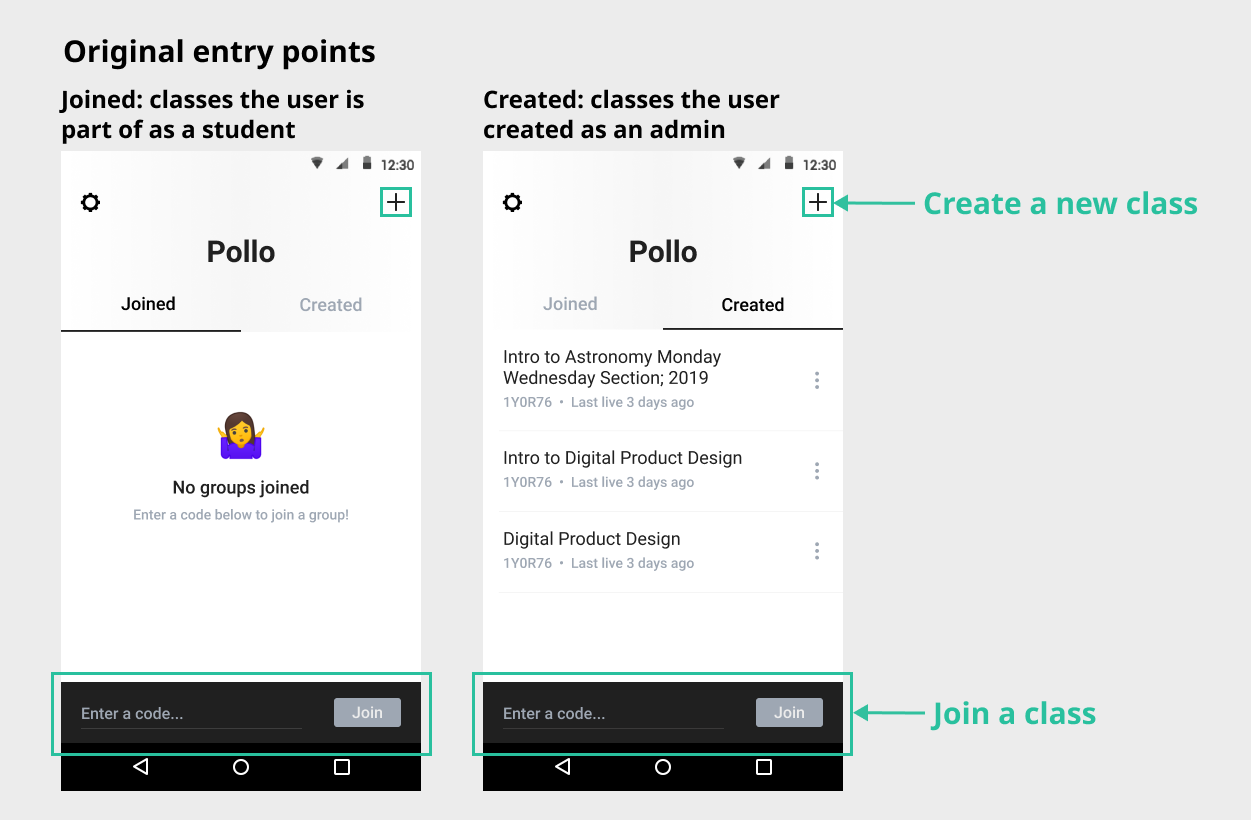 Original entry points
Joined: classes the user is
part of as a student
12:30
Pollo
Joined
Created
No groups joined
Enter a code below to join a group!
Enter a code...
Join
Created: classes the user
created as an admin
12:30
Create a new class
Pollo
Joined
Created
Intro to Astronomy Monday
Wednesday Section; 2019
1Y0R76 • Last live 3 days ago
Intro to Digital Product Design
1Y0R76 • Last live 3 days ago
Digital Product Design
1Y0R76 • Last live 3 days ago
Enter a code...
Join
Join a class